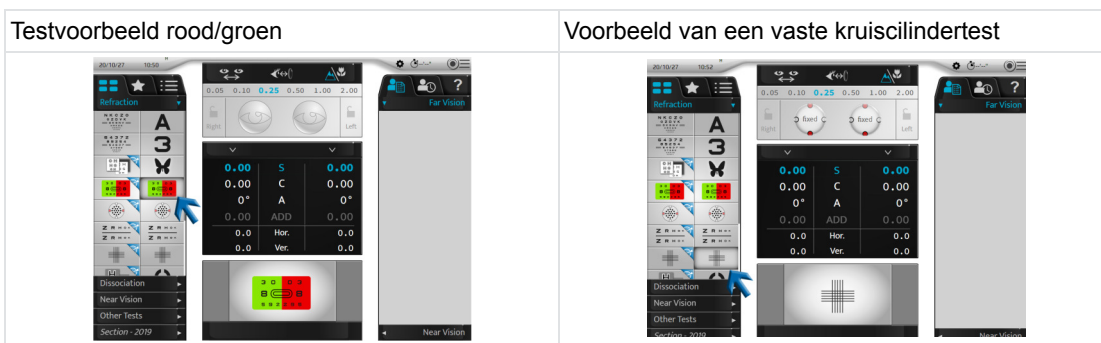 Testvoorbeeld rood/groen
20/10/27 10:50
Refraction
A
3
Dissociation
Near Vision
Other Tests
Section - 2019
0.05 0.10 0.25 0.50 1.00 2.00
Right
Left
0.00 S 0.00
0.00 C 0.00
0° A 0°
0.00 ADD 0.00
0.0 Hor. 0.0
0.0 Ver. 0.0
?
Far Vision
Near Vision
Voorbeeld van een vaste kruiscilindertest
20/10/27 10:52
Refraction
A
3
Dissociation
Near Vision
Other Tests
Section - 2019
0.05 0.10 0.25 0.50 1.00 2.00
Right
fixed
fixed
Left
0.00 S 0.00
0.00 C 0.00
0° A 0°
0.00 ADD 0.00
0.0 Hor. 0.0
0.0 Ver. 0.0
?
Far Vision
Near Vision